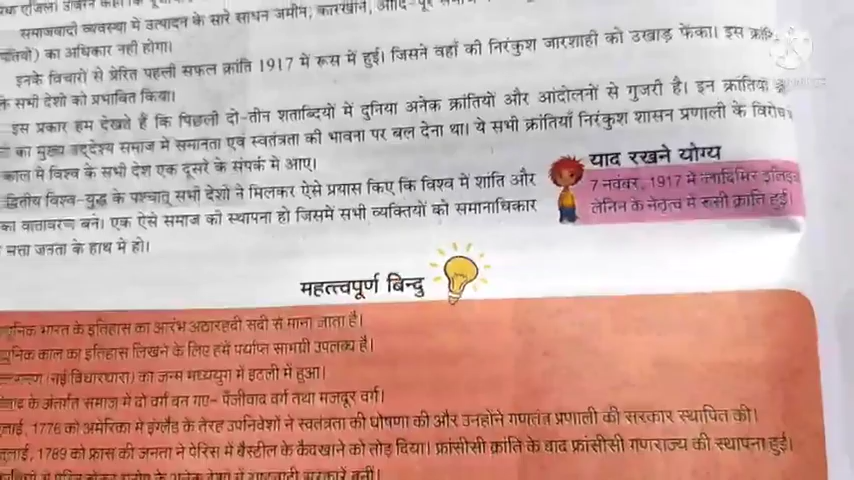 समाजवादी व्यवस्था में उत्पादन के सारे साधन जमीन, कारखाने, आदि-पूरे
का अधिकार नहीं होगा।
इनके विचारों से प्रेरित पहली सफल क्रांति 1917 में रूस में हुई। जिसने वहाँ की निरंकुश जारशाही को उखाड़ फेंका। इस
के सभी देशों को प्रभावित किया।
इस प्रकार हम देखते हैं कि पिछली दो-तीन शताब्दियों में दुनिया अनेक क्रांतियों और आंदोलनों से गुजरी है। इन क्रांतियों
का मुख्य उद्देश्य समाज में समानता एवं स्वतंत्रता की भावना पर बल देना था। ये सभी क्रांतियाँ निरंकुश शासन प्रणाली के विरोध
काल में विश्व के सभी देश एक दूसरे के संपर्क में आए।
याद रखने योग्य
7 नवंबर, 1917 में व्लादिमिर इलिइच
लेनिन के नेतृत्व में रूसी क्रांति हुई।
द्वितीय विश्व-युद्ध के पश्चात् सभी देशों ने मिलकर ऐसे प्रयास किए कि विश्व में शांति और
का वातावरण बने। एक ऐसे समाज की स्थापना हो जिसमें सभी व्यक्तियों को समानाधिकार
सत्ता जनता के हाथ में हो।
महत्त्वपूर्ण बिन्दु
भारत के इतिहास का आरंभ अठारहवीं सदी से माना जाता है।
काल का इतिहास लिखने के लिए हमें पर्याप्त सामग्री उपलब्ध है।
(नई विचारधारा) का जन्म मध्ययुग में इटली में हुआ।
के अंतर्गत समाज में दो वर्ग बन गए- पूँजीवाद वर्ग तथा मजदूर वर्ग।
1776 को अमेरिका में इंग्लैंड के तेरह उपनिवेशों ने स्वतंत्रता की घोषणा की और उन्होंने गणतंत्र प्रणाली की सरकार स्थापित की।
1789 को फ्रांस की जनता ने पेरिस में बैस्टील के कैदखाने को तोड़ दिया। फ्रांसीसी क्रांति के बाद फ्रांसीसी गणराज्य की स्थापना हुई।